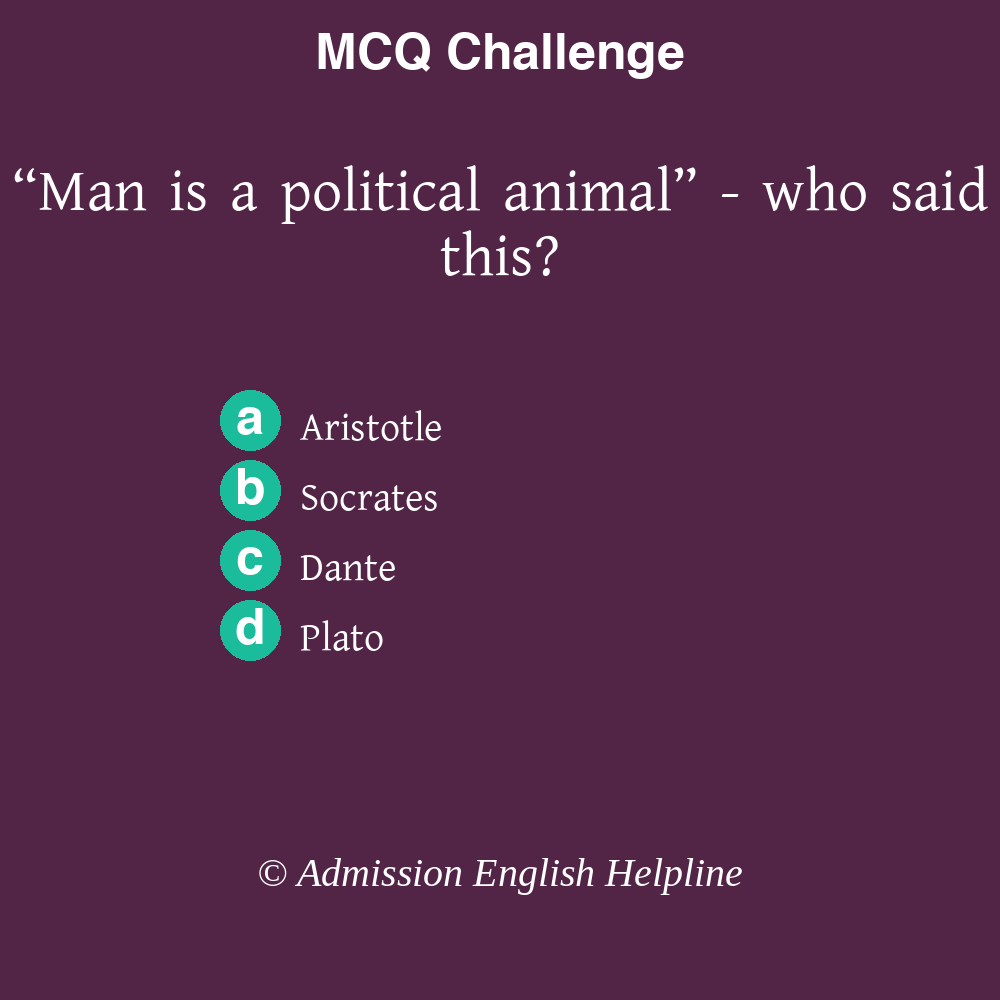 MCQ Challenge
“Man is a political animal” - who said
this?
a Aristotle
b Socrates
c Dante
d Plato
© Admission English Helpline